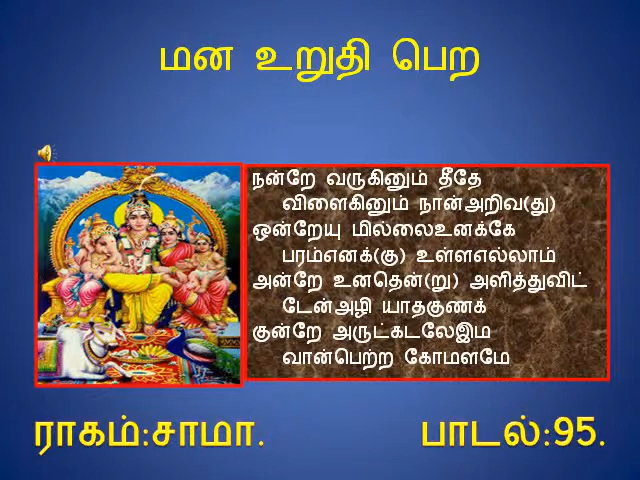 மன உறுதி பெற
நன்றே வருகினும் தீதே
விளைகினும் நான்அறிவ(து)
ஒன்றேயு மில்லைஉனக்கே
பரம்எனக்(கு) உள்ளஎல்லாம்
அன்றே உனதென்(று) அளித்துவிட்
டேன்அழி யாதகுணக்
குன்றே அருட்கடலேஇம
வான்பெற்ற கோமளமே
ராகம்:சாமா. பாடல்:95.